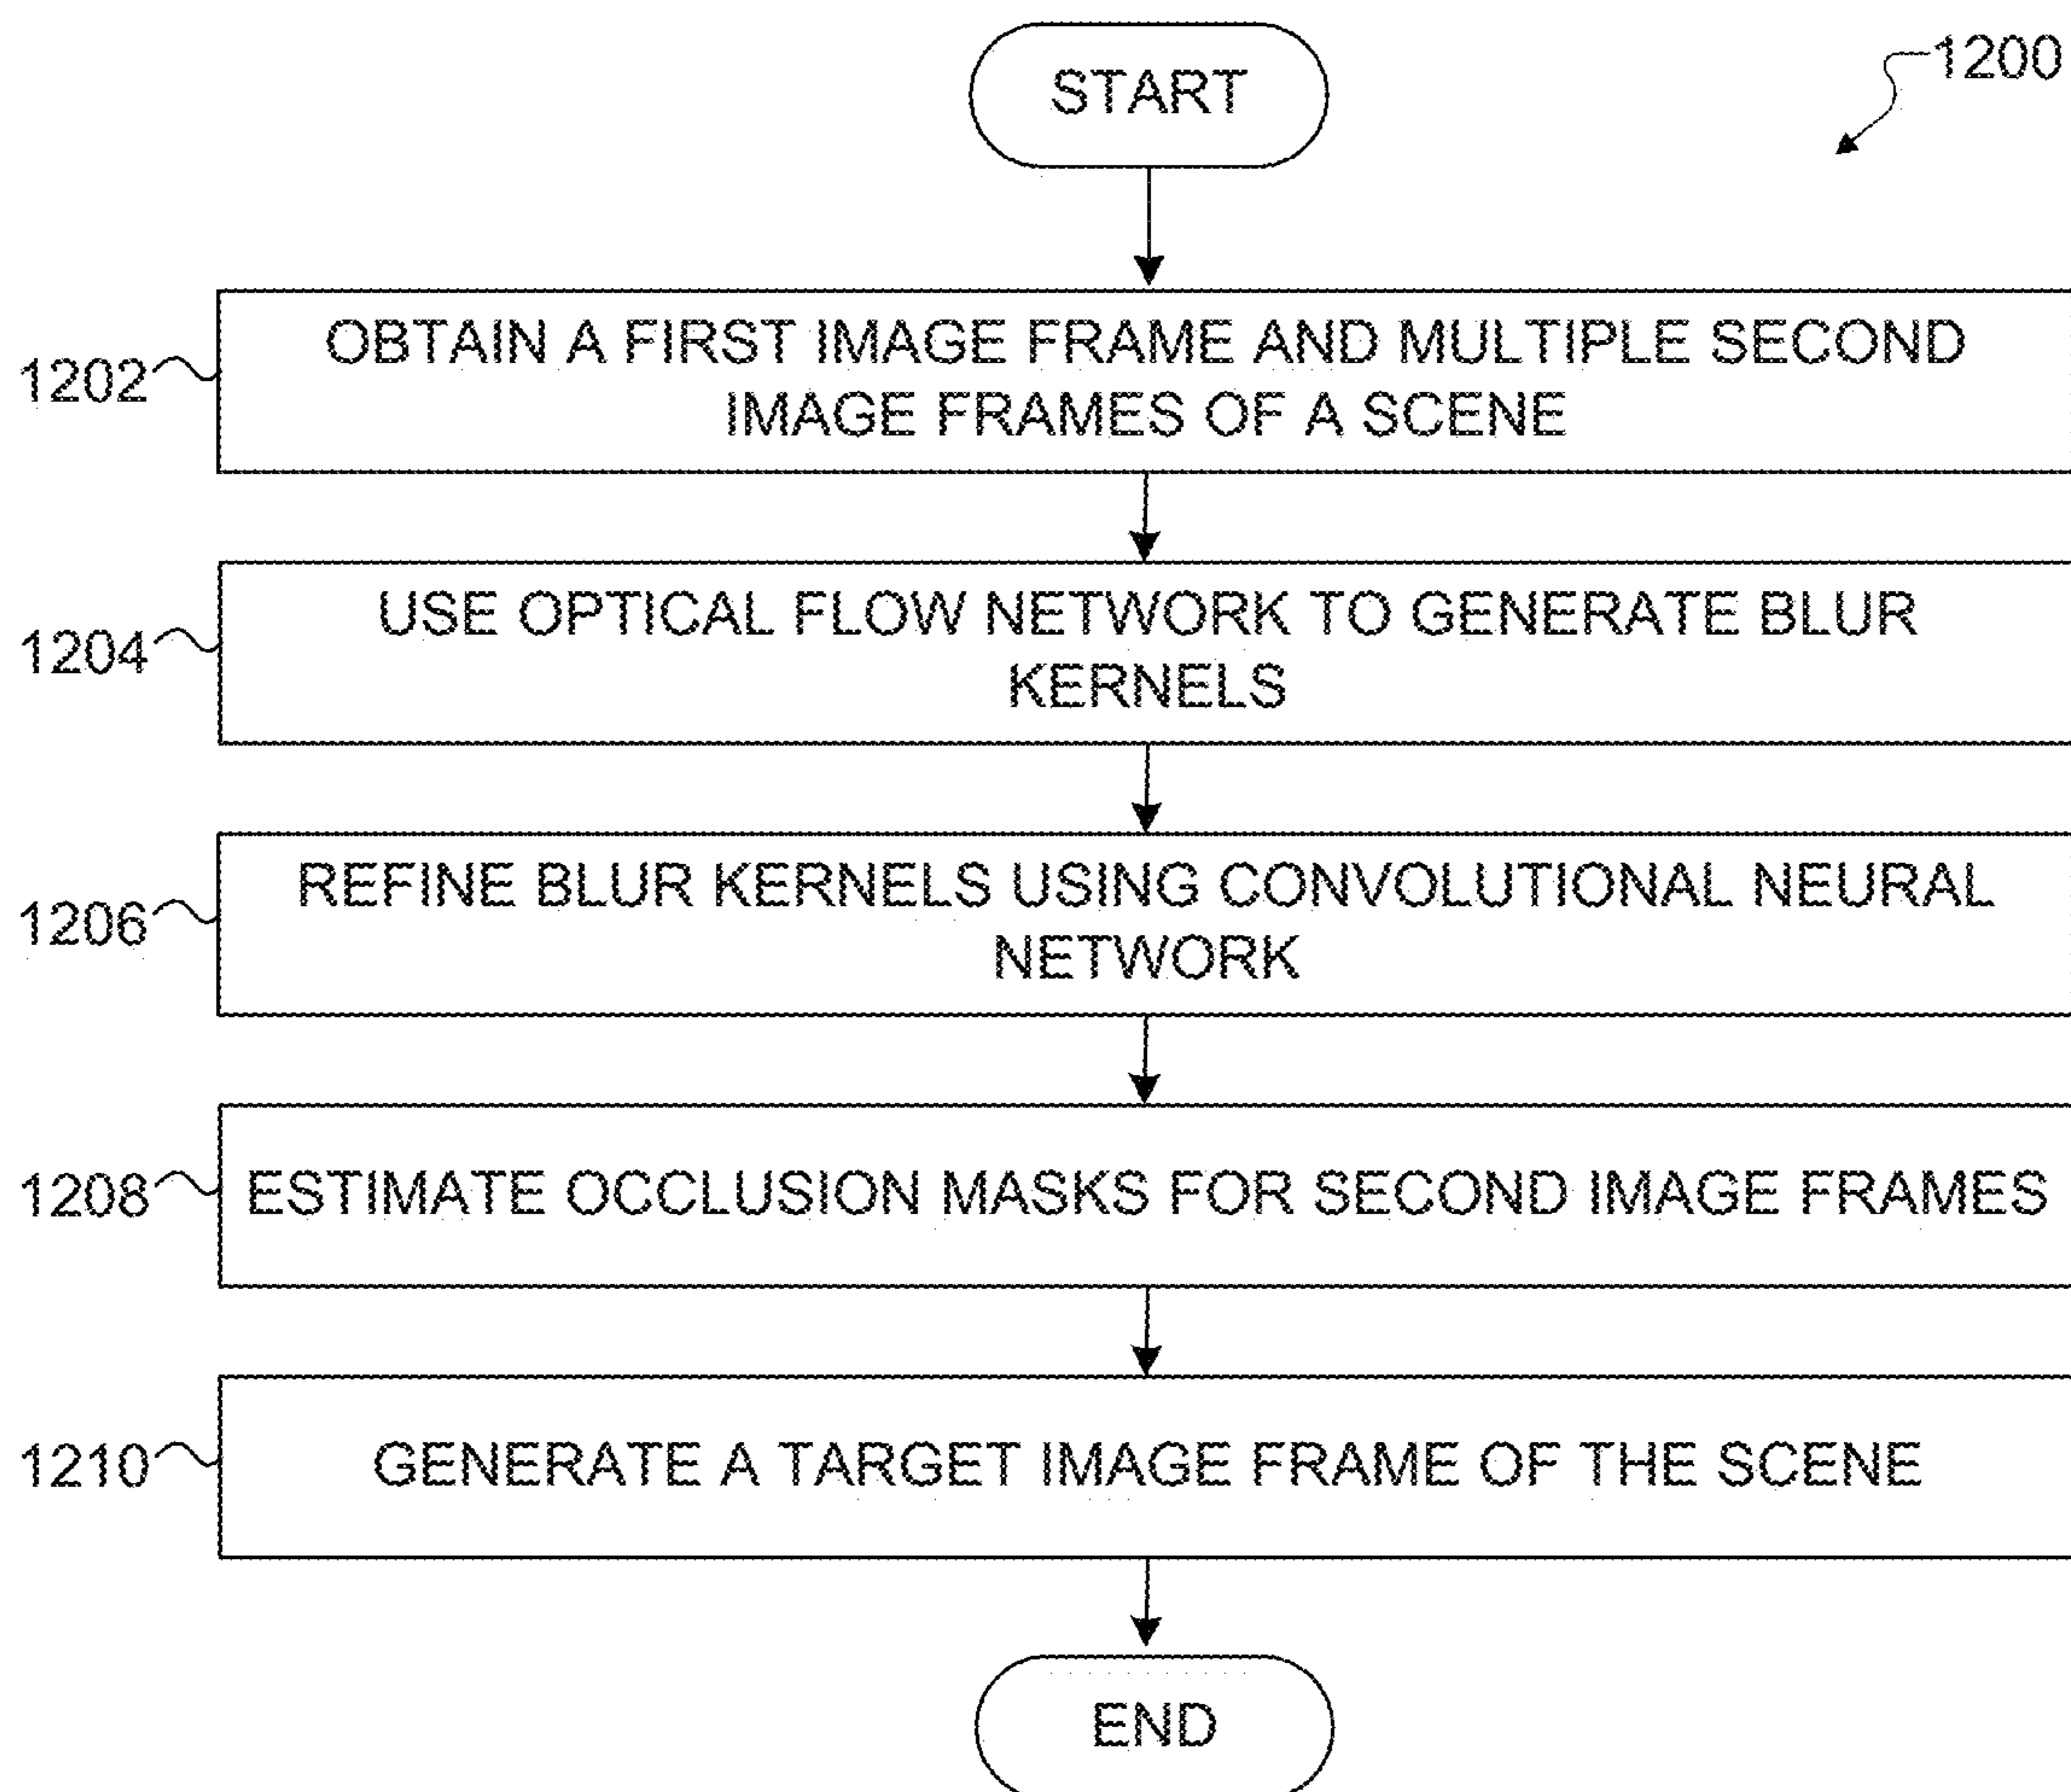 START
1200
1202
OBTAIN A FIRST IMAGE FRAME AND MULTIPLE SECOND
IMAGE FRAMES OF A SCENE
1204
USE OPTICAL FLOW NETWORK TO GENERATE BLUR
KERNELS
1206
REFINE BLUR KERNELS USING CONVOLUTIONAL NEURAL
NETWORK
1208
ESTIMATE OCCLUSION MASKS FOR SECOND IMAGE FRAMES
1210
GENERATE A TARGET IMAGE FRAME OF THE SCENE
END